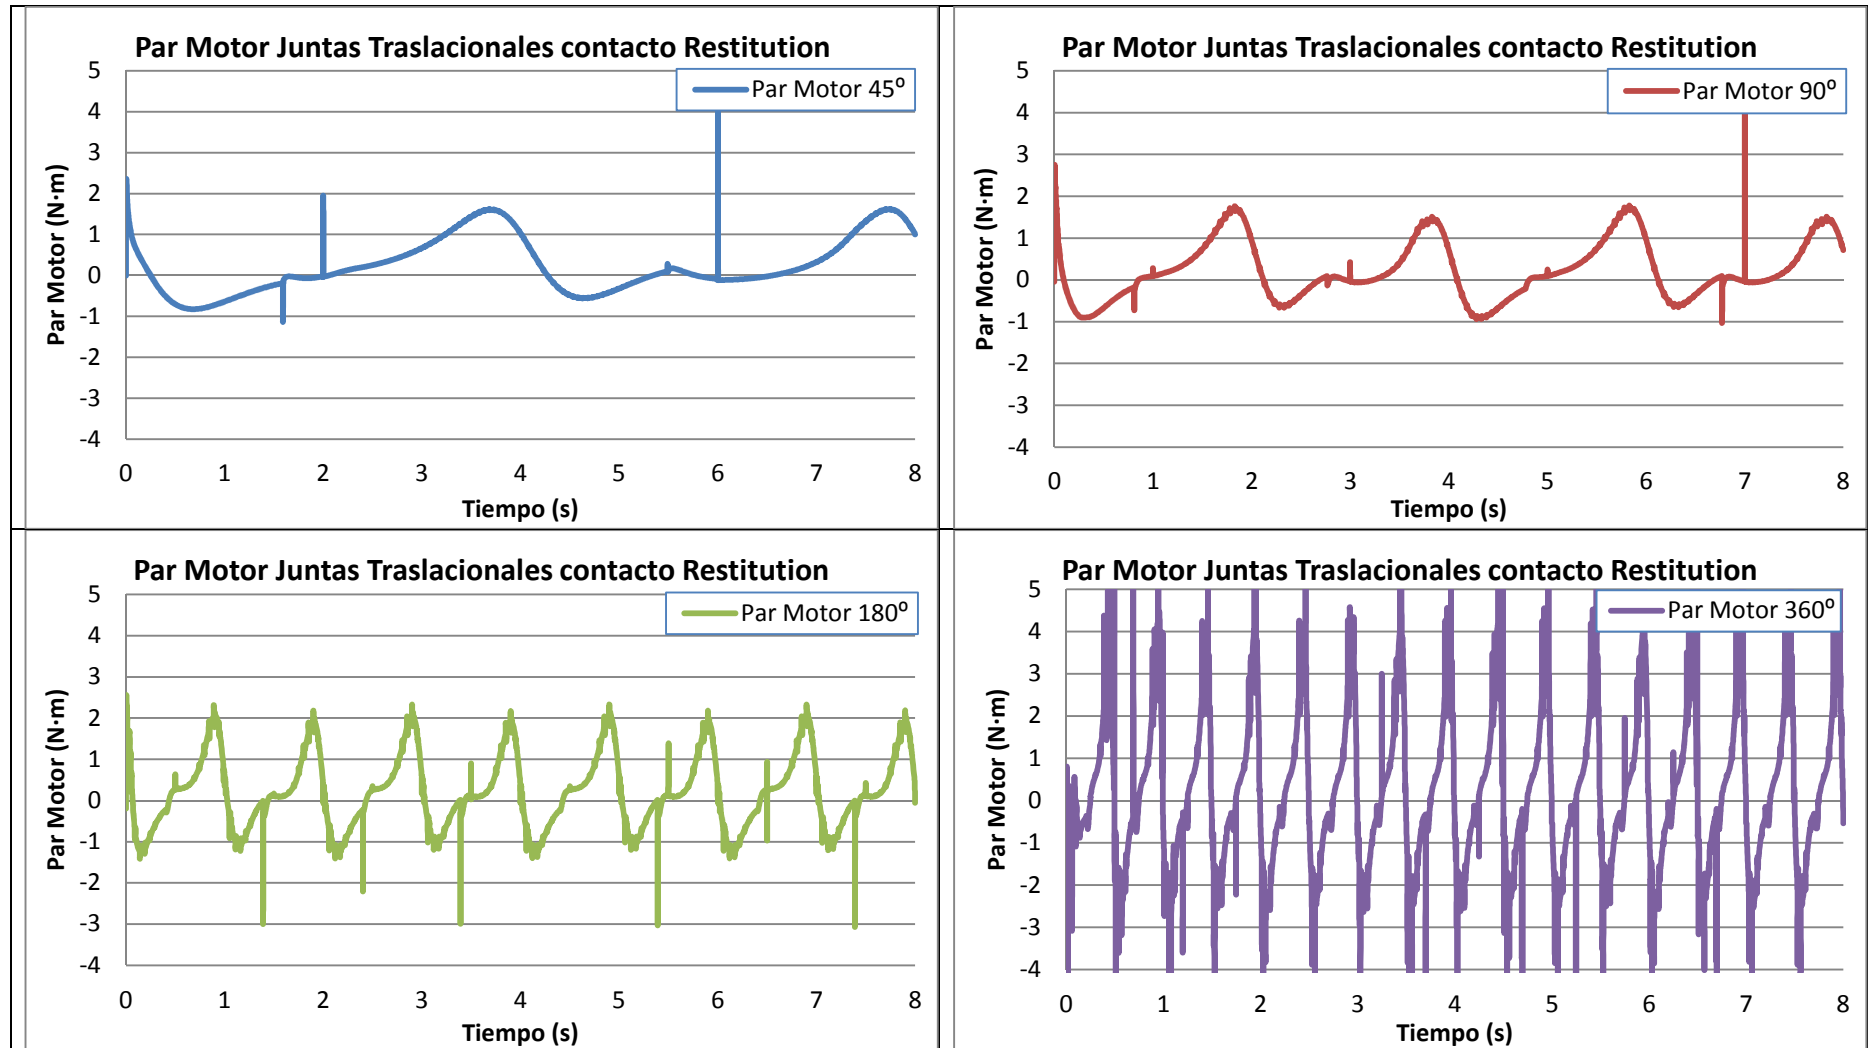 Par Motor Juntas Traslacionales contacto Restitution
Par Motor 45º
Par Motor (N·m)
5
4
3
2
1
0
-1
-2
-3
-4
0 1 2 3 4 5 6 7 8
Tiempo (s)
Par Motor Juntas Traslacionales contacto Restitution
Par Motor 90º
Par Motor (N·m)
5
4
3
2
1
0
-1
-2
-3
-4
0 1 2 3 4 5 6 7 8
Tiempo (s)
Par Motor Juntas Traslacionales contacto Restitution
Par Motor 180º
Par Motor (N·m)
5
4
3
2
1
0
-1
-2
-3
-4
0 1 2 3 4 5 6 7 8
Tiempo (s)
Par Motor Juntas Traslacionales contacto Restitution
Par Motor 360º
Par Motor (N·m)
5
4
3
2
1
0
-1
-2
-3
-4
0 1 2 3 4 5 6 7 8
Tiempo (s)